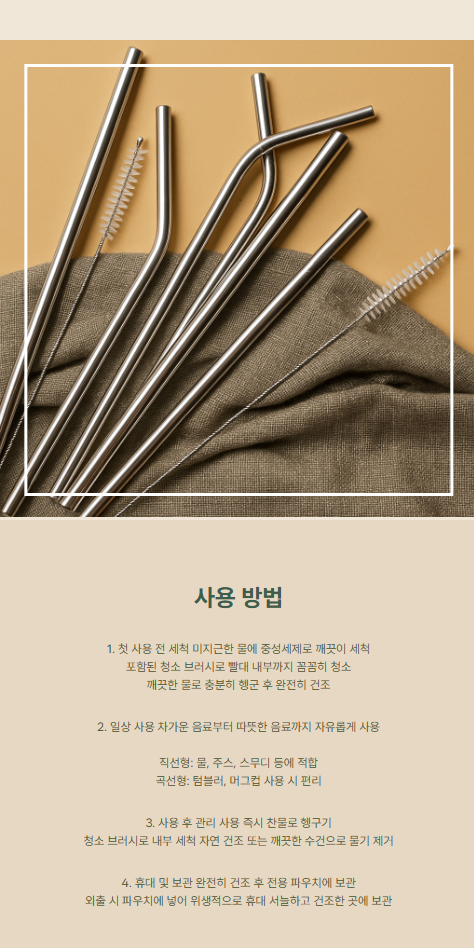 사용 방법
1. 첫 사용 전 세척 미지근한 물에 중성세제로 깨끗이 세척
포함된 청소 브러시로 빨대 내부까지 꼼꼼히 청소
깨끗한 물로 충분히 헹군 후 완전히 건조
2. 일상 사용 차가운 음료부터 따뜻한 음료까지 자유롭게 사용
직선형: 물, 주스, 스무디 등에 적합
곡선형: 텀블러, 머그컵 사용 시 편리
3. 사용 후 관리 사용 즉시 찬물로 헹구기
청소 브러시로 내부 세척 자연 건조 또는 깨끗한 수건으로 물기 제거
4. 휴대 및 보관 완전히 건조 후 전용 파우치에 보관
외출 시 파우치에 넣어 위생적으로 휴대 서늘하고 건조한 곳에 보관